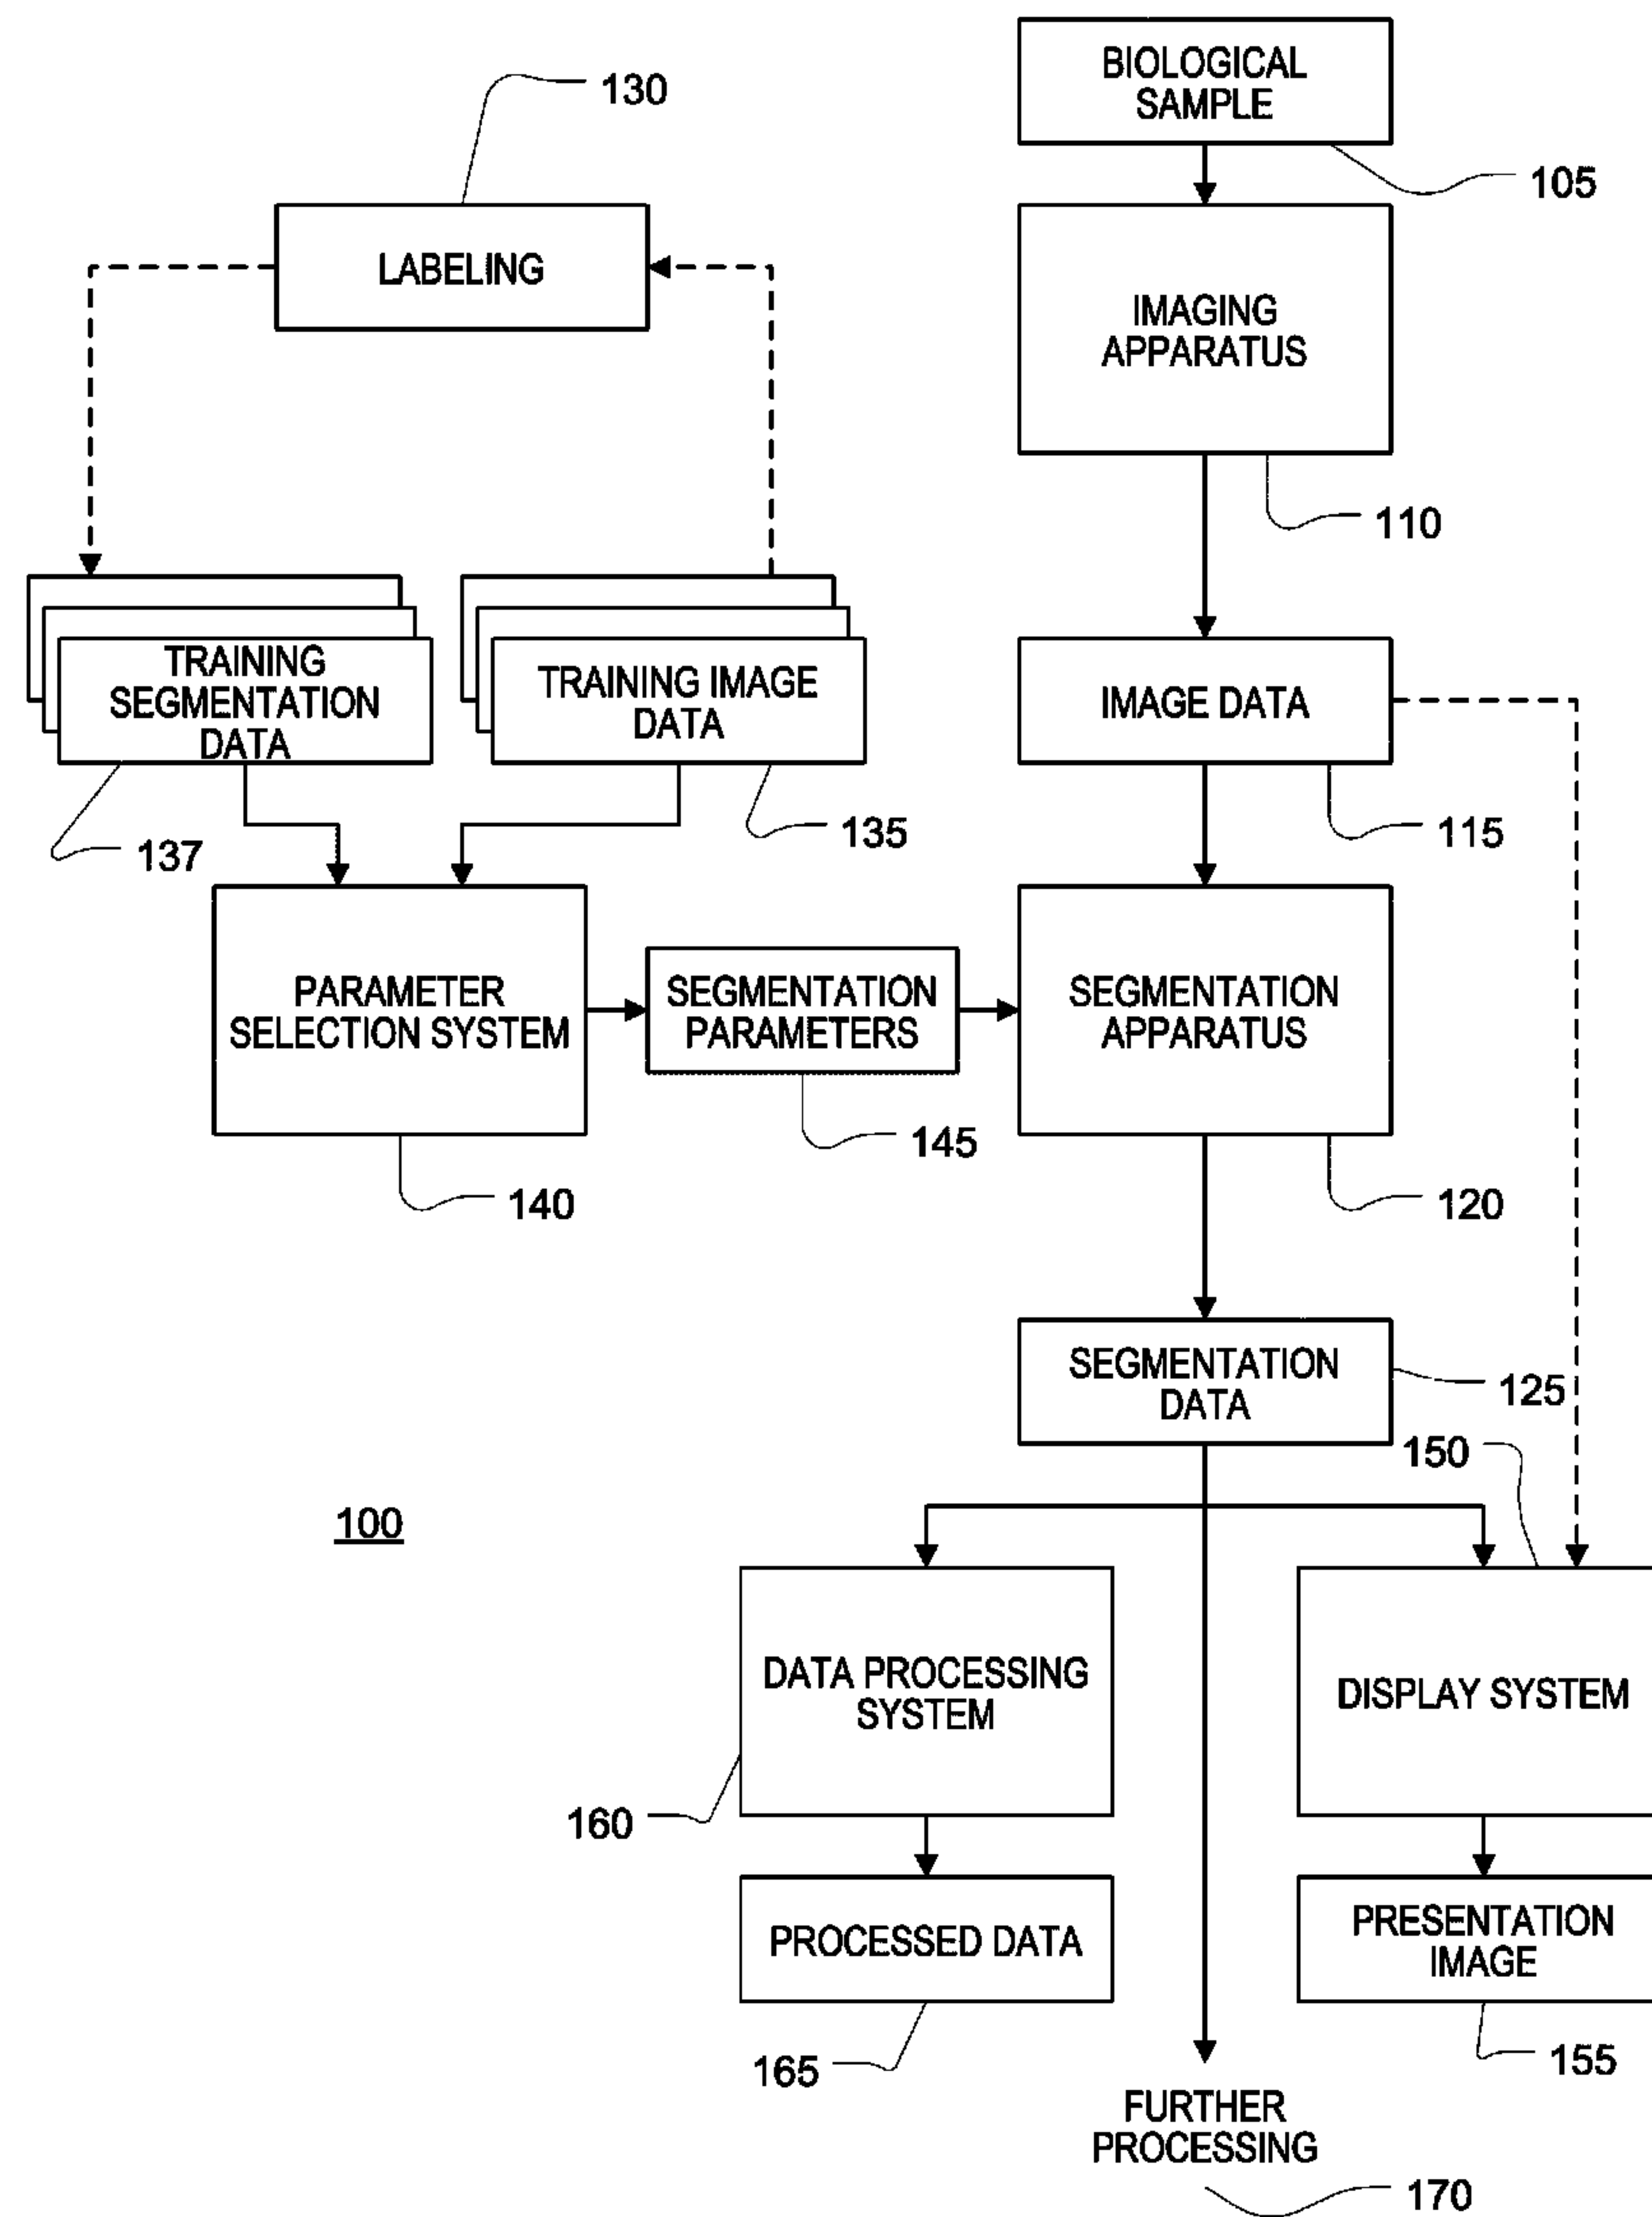 BIOLOGICAL
SAMPLE
105
130
LABELING
IMAGING
APPARATUS
110
TRAINING
SEGMENTATION
DATA
137
TRAINING IMAGE
DATA
135
IMAGE DATA
115
PARAMETER
SELECTION SYSTEM
140
SEGMENTATION
PARAMETERS
145
SEGMENTATION
APPARATUS
120
SEGMENTATION
DATA
125
150
100
DATA PROCESSING
SYSTEM
160
DISPLAY SYSTEM
PROCESSED DATA
165
PRESENTATION
IMAGE
155
FURTHER
PROCESSING
170